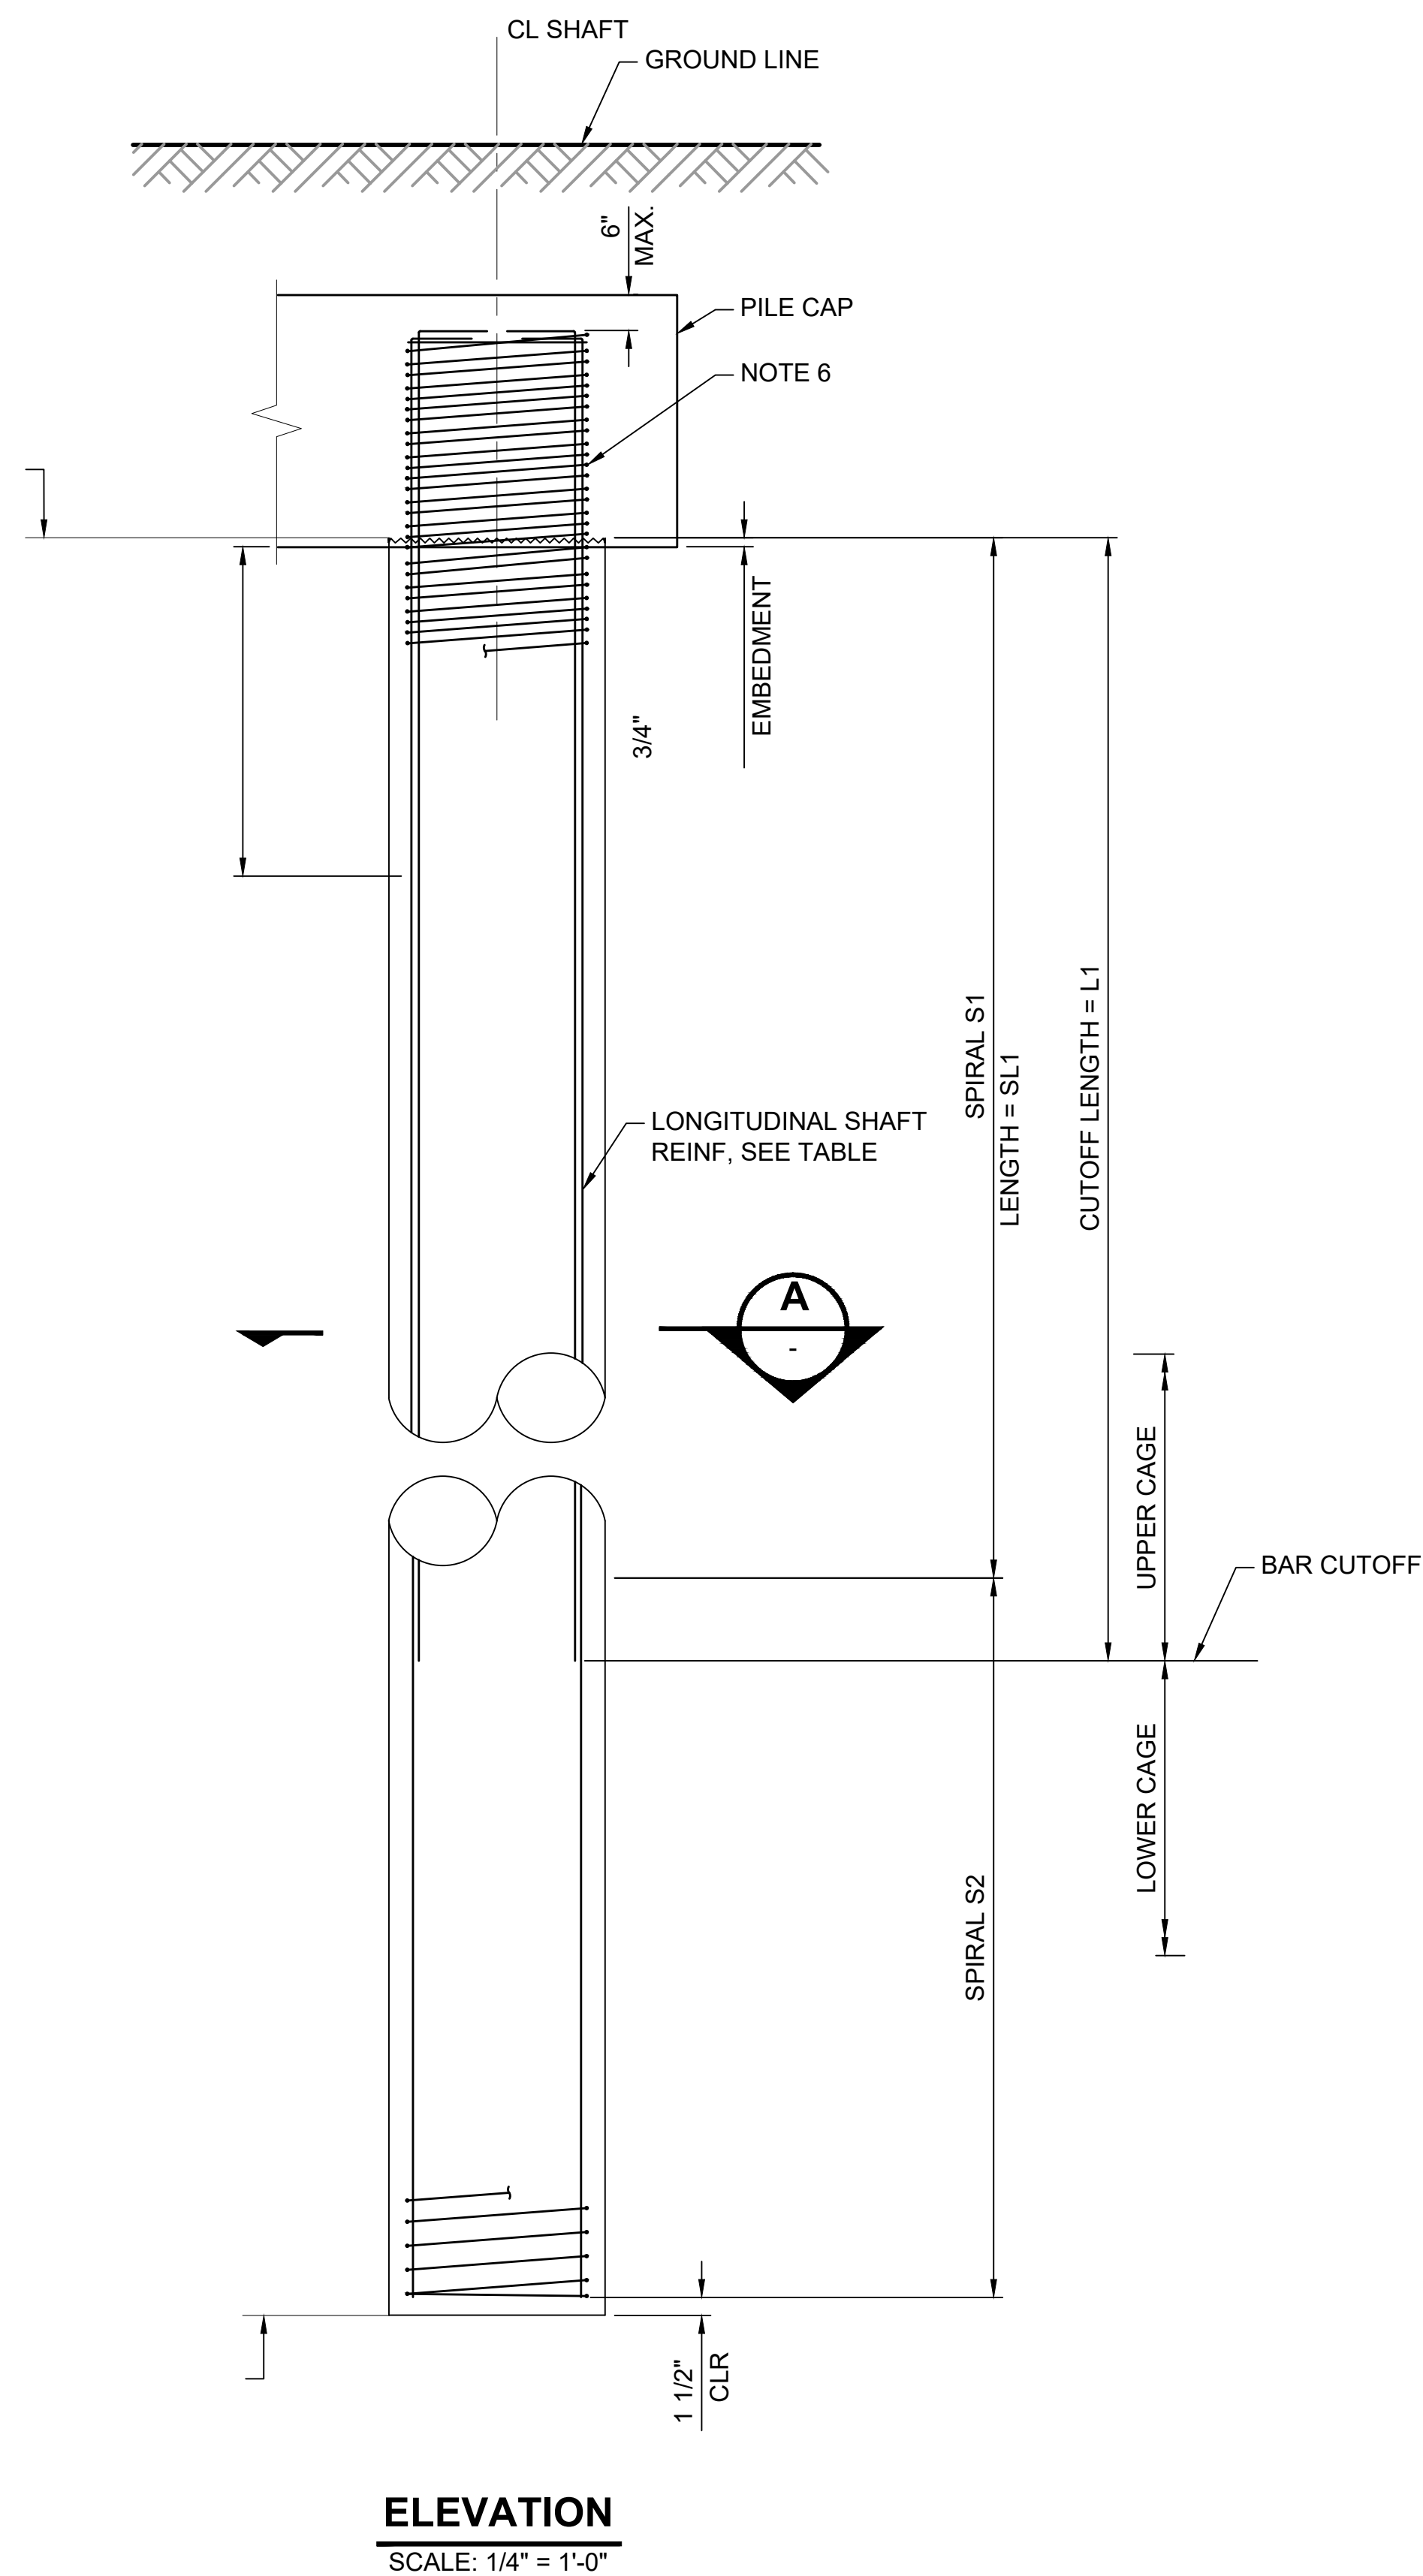 CL SHAFT
GROUND LINE
6"
MAX.
PILE CAP
NOTE 6
EMBEDMENT
3/4"
SPIRAL S1
LENGTH = SL1
CUTOFF LENGTH = L1
LONGITUDINAL SHAFT
REINF, SEE TABLE
A
-
UPPER CAGE
BAR CUTOFF
LOWER CAGE
SPIRAL S2
1 1/2"
CLR
ELEVATION
SCALE: 1/4" = 1'-0"